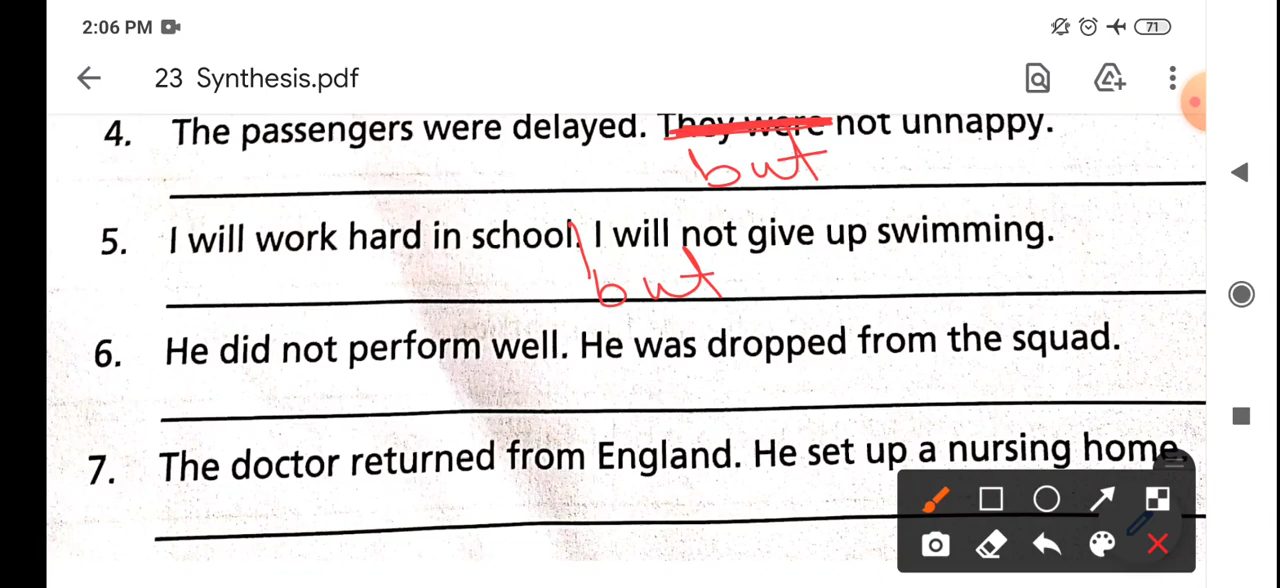 2:06 PM 71
23 Synthesis.pdf
4. The passengers were delayed. They were not unhappy.
but
5. I will work hard in school. I will not give up swimming.
but
6. He did not perform well. He was dropped from the squad.
7. The doctor returned from England. He set up a nursing home.